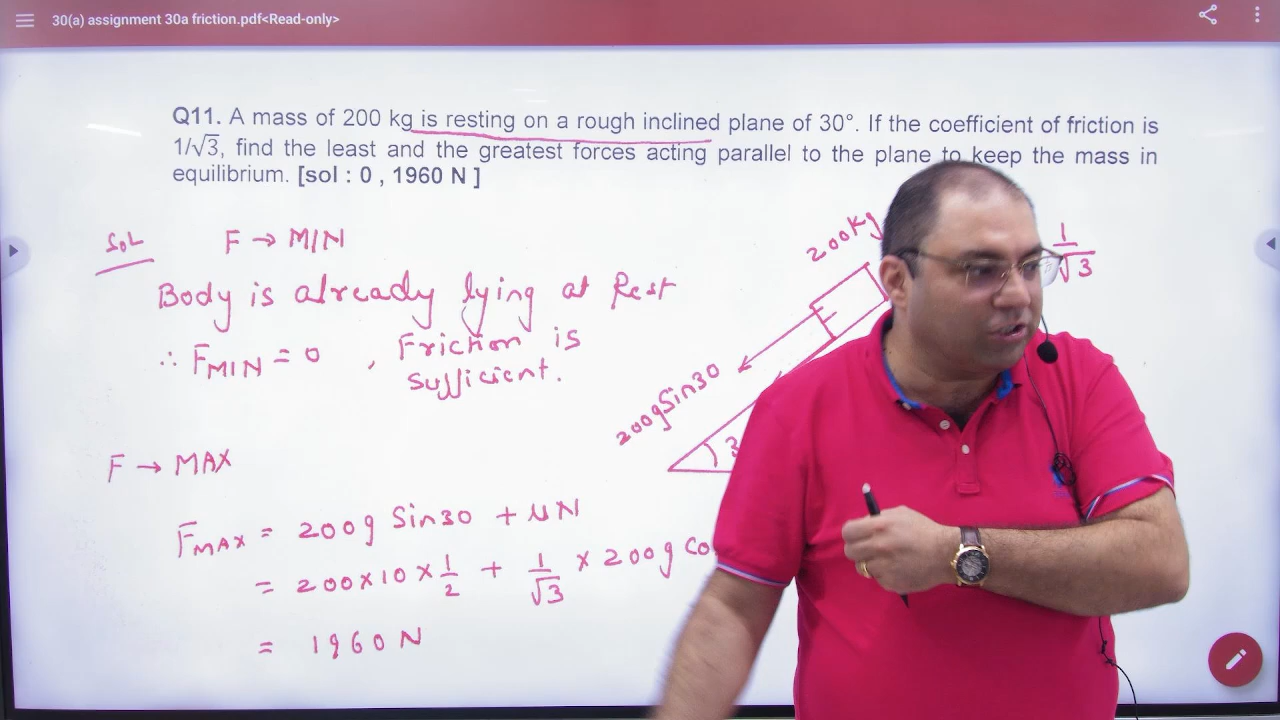 30(a) assignment 30a friction.pdf<Read-only>
Q11. A mass of 200 kg is resting on a rough inclined plane of 30°. If the coefficient of friction is
1/√3, find the least and the greatest forces acting parallel to the plane to keep the mass in
equilibrium. [sol : 0 , 1960 N ]
Sol F → MIN
Body is already lying at Rest
∴ FMIN = 0 , Friction is
sufficient.
200kg
1/√3
200gSin30
F → MAX
FMAX = 200g Sin30 + μN
= 200×10×1/2 + 1/√3 × 200g
= 1960 N